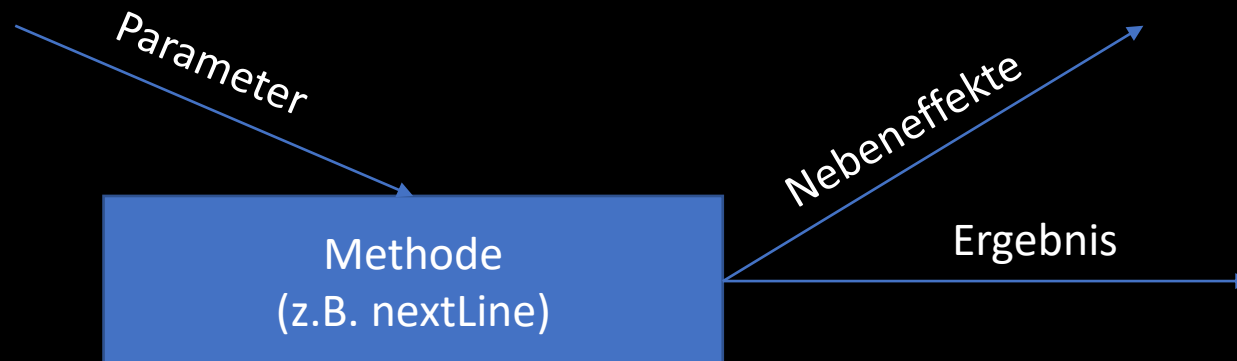 Parameter
Nebeneffekte
Ergebnis
Methode
(z.B. nextLine)